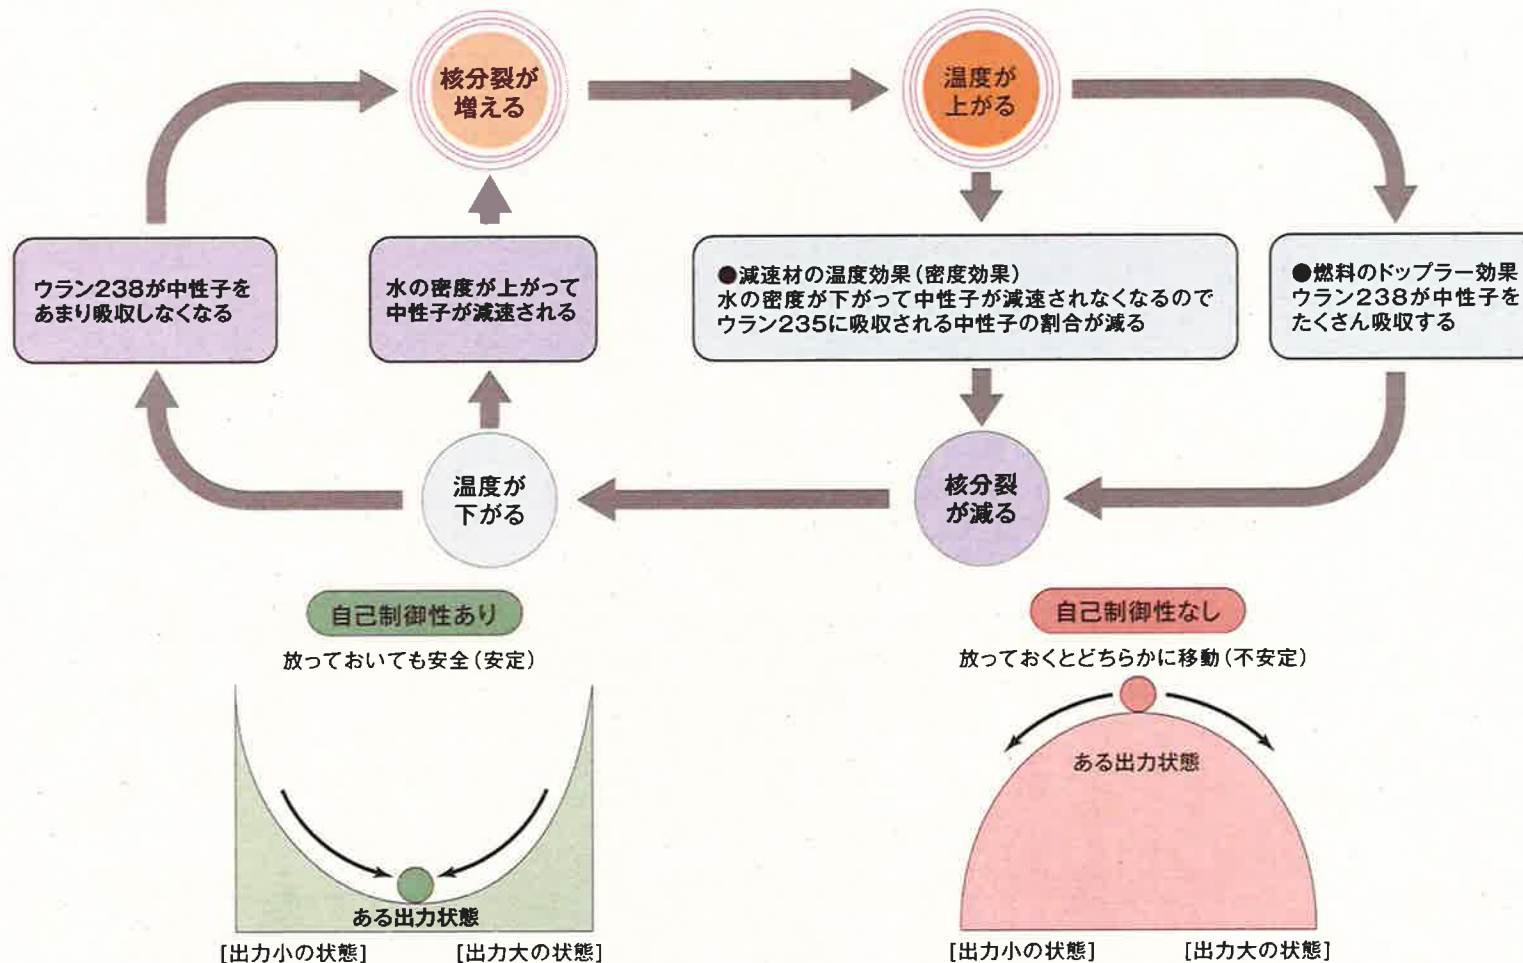 核分裂が
増える
温度が
上がる
ウラン238が中性子を
あまり吸収しなくなる
水の密度が上がって
中性子が減速される
●減速材の温度効果(密度効果)
水の密度が下がって中性子が減速されなくなるので
ウラン235に吸収される中性子の割合が減る
●燃料のドップラー効果
ウラン238が中性子を
たくさん吸収する
温度が
下がる
核分裂
が減る
自己制御性あり
放っておいても安全(安定)
ある出力状態
[出力小の状態]
[出力大の状態]
自己制御性なし
放っておくとどちらかに移動(不安定)
ある出力状態
[出力小の状態]
[出力大の状態]